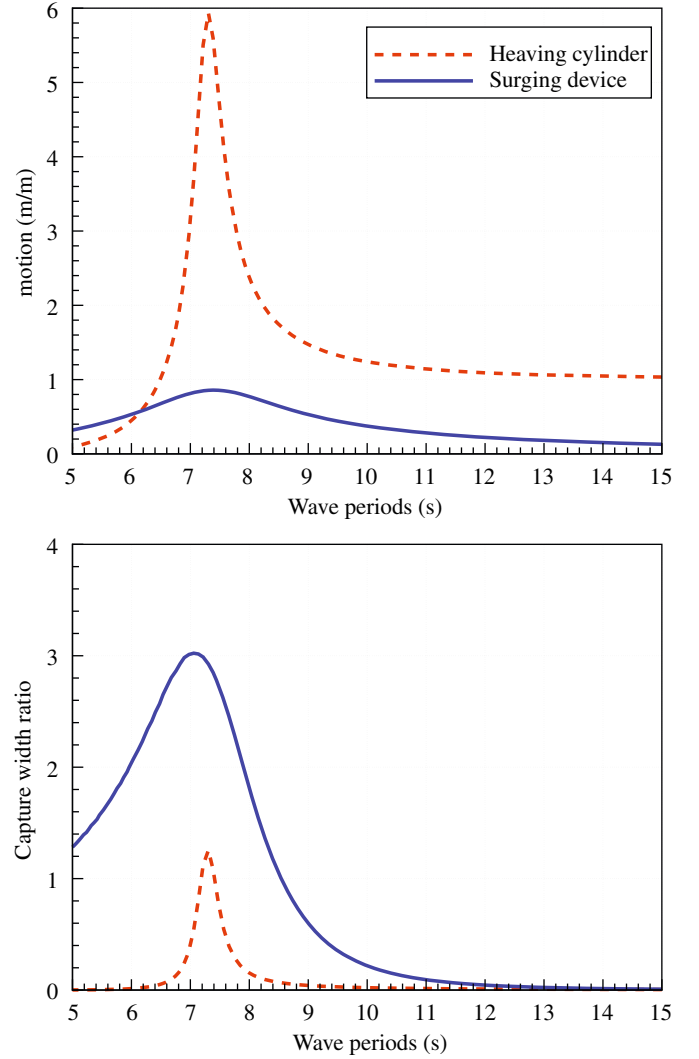 6
5
4
3
2
1
0
motion (m/m)
Heaving cylinder
Surging device
5 6 7 8 9 10 11 12 13 14 15
Wave periods (s)
4
3
2
1
0
Capture width ratio
5 6 7 8 9 10 11 12 13 14 15
Wave periods (s)